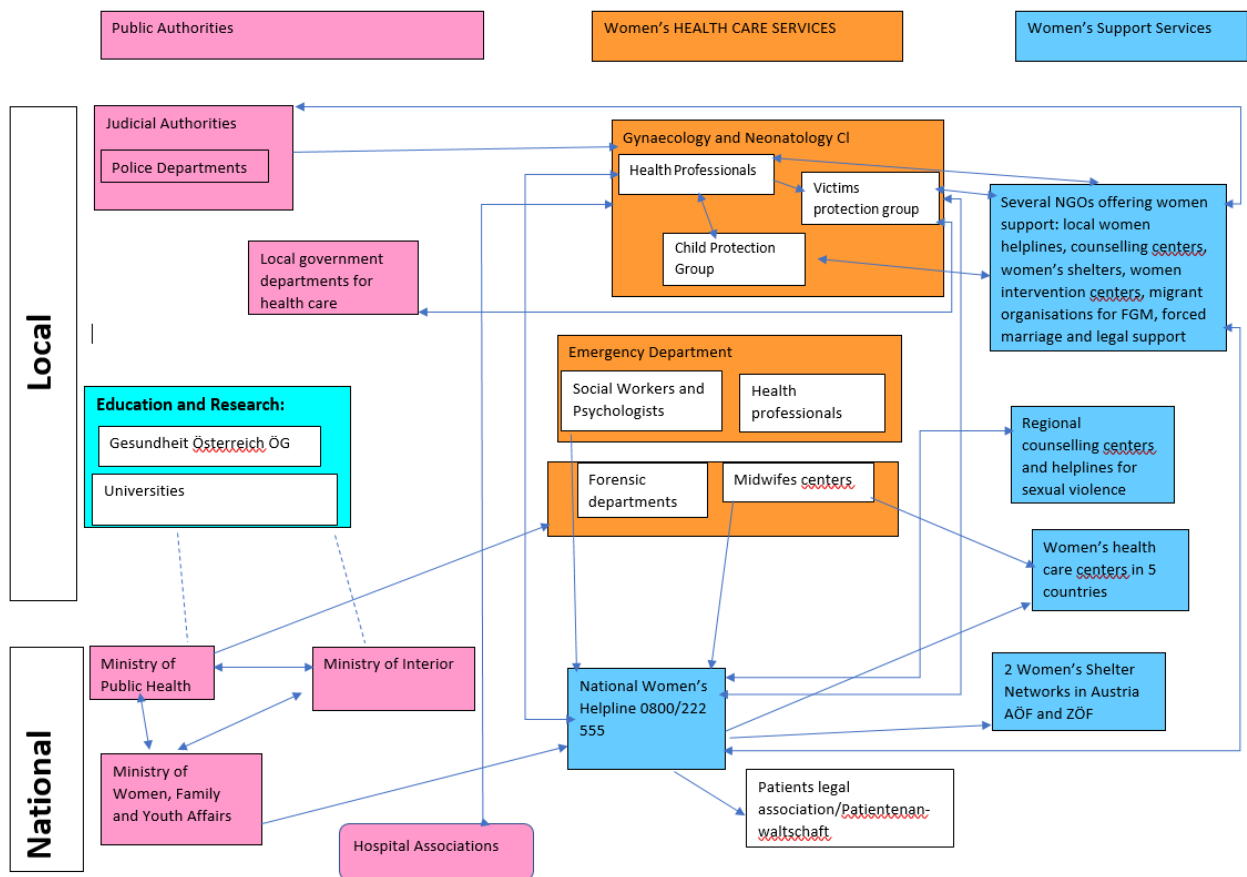 Public Authorities
Women's HEALTH CARE SERVICES
Women's Support Services
Local
Judicial Authorities
Police Departments
Gynaecology and Neonatology Cl
Health Professionals
Victims
protection group
Child Protection
Group
Several NGOs offering women
support: local women
helplines, counselling centers,
women's shelters, women
intervention centers, migrant
organisations for FGM, forced
marriage and legal support
Local government
departments for
health care
Emergency Department
Social Workers and
Psychologists
Health
professionals
Education and Research:
Gesundheit Österreich ÖG
Universities
Forensic
departments
Midwifes centers
Regional
counselling centers
and helplines for
sexual violence
Women's health
care centers in 5
countries
National
Ministry of
Public Health
Ministry of Interior
National Women's
Helpline 0800/222
555
2 Women's Shelter
Networks in Austria
AÖF and ZÖF
Ministry of
Women, Family
and Youth Affairs
Patients legal
association/Patientenan-
waltschaft
Hospital Associations